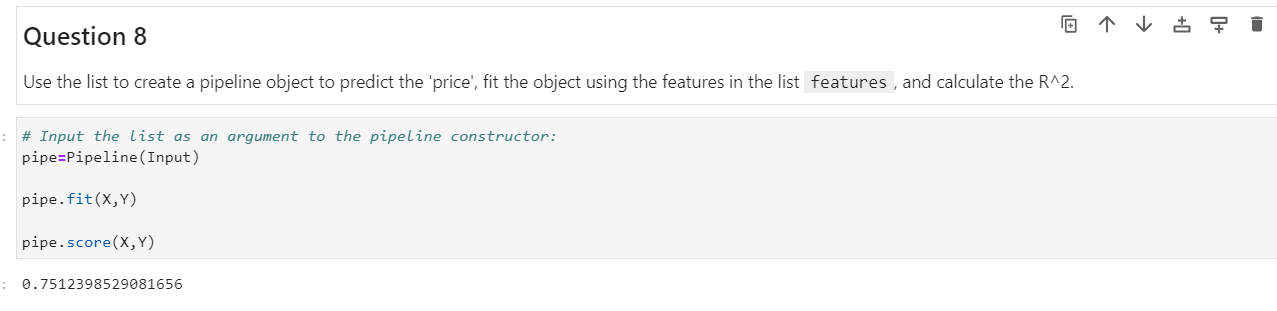 Question 8
Use the list to create a pipeline object to predict the 'price', fit the object using the features in the list features , and calculate the R^2.
: # Input the list as an argument to the pipeline constructor:
pipe=Pipeline(Input)
pipe.fit(X,Y)
pipe.score(X,Y)
: 0.7512398529081656